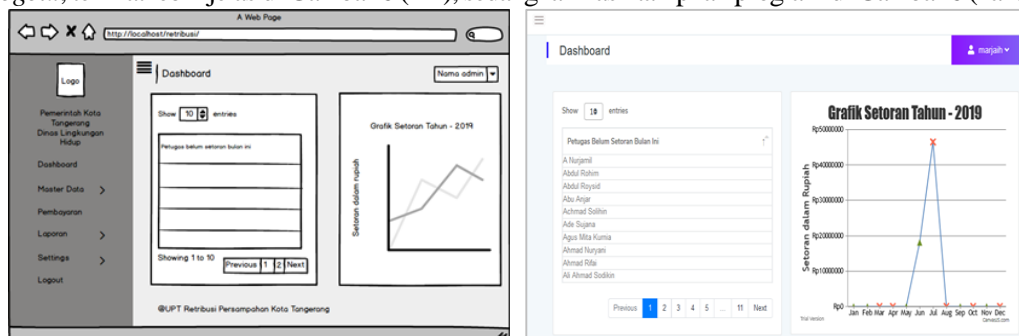 A Web Page
http://localhost/retribusi/
Logo
Pemerintah Kota
Tangerang
Dinas Lingkungan
Hidup
Dashboard
Master Data
Pembayaran
Laporan
Settings
Logout
Dashboard
Nama admin
Show 10 entries
Petugas belum setoran bulan ini
Showing 1 to 10
Previous 1 2 Next
Grafik Setoran Tahun - 2019
Setoran dalam rupiah
@UPT Retribusi Persampahan Kota Tangerang
Dashboard
marjaih
Show 10 entries
Petugas Belum Setoran Bulan Ini
A Nurjamil
Abdul Rohim
Abdul Roysid
Abu Anjar
Achmad Solihin
Ade Sujana
Agus Mita Kurnia
Ahmad Nuryani
Ahmad Rifai
Ali Ahmad Sodikin
Previous 1 2 3 4 5 ... 11 Next
Grafik Setoran Tahun - 2019
Setoran dalam Rupiah
Rp50000000
Rp40000000
Rp30000000
Rp20000000
Rp10000000
Rp0
Jan Feb Mar Apr May Jun Jul Aug Sep Oct Nov Dec
Trial Version
CanvasJS.com